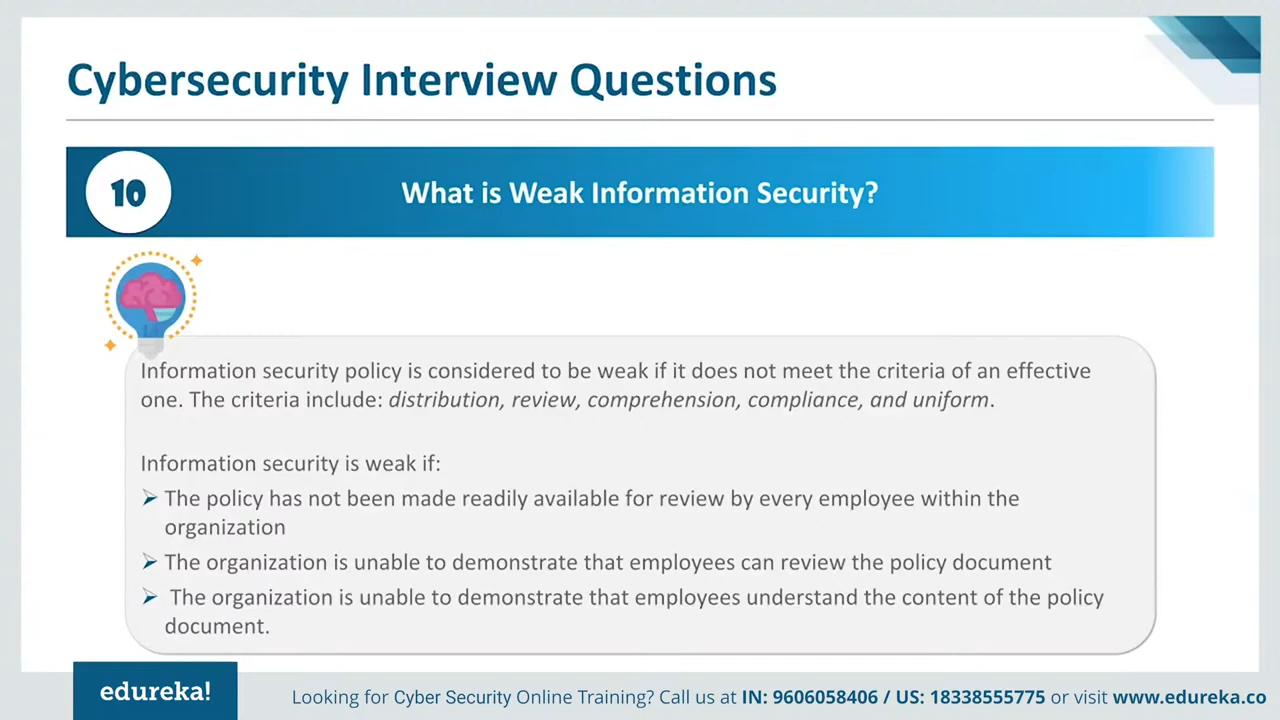 Cybersecurity Interview Questions
10
What is Weak Information Security?
Information security policy is considered to be weak if it does not meet the criteria of an effective
one. The criteria include: distribution, review, comprehension, compliance, and uniform.
Information security is weak if:
➢ The policy has not been made readily available for review by every employee within the
organization
➢ The organization is unable to demonstrate that employees can review the policy document
➢ The organization is unable to demonstrate that employees understand the content of the policy
document.
edureka!
Looking for Cyber Security Online Training? Call us at IN: 9606058406 / US: 18338555775 or visit www.edureka.co